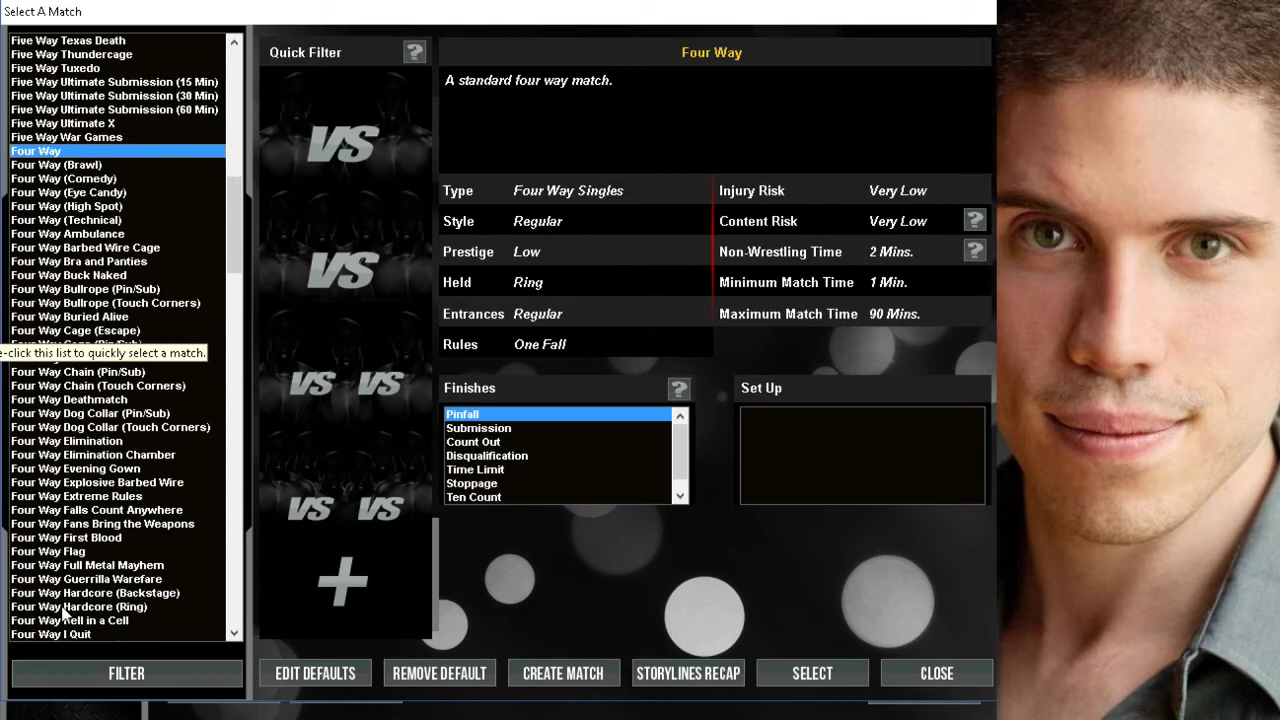 Select A Match
Five Way Texas Death
Five Way Thundercage
Five Way Tuxedo
Five Way Ultimate Submission (15 Min)
Five Way Ultimate Submission (30 Min)
Five Way Ultimate Submission (60 Min)
Five Way Ultimate X
Five Way War Games
Four Way
Four Way (Brawl)
Four Way (Comedy)
Four Way (Eye Candy)
Four Way (High Spot)
Four Way (Technical)
Four Way Ambulance
Four Way Barbed Wire Cage
Four Way Bra and Panties
Four Way Buck Naked
Four Way Bullrope (Pin/Sub)
Four Way Bullrope (Touch Corners)
Four Way Buried Alive
Four Way Cage (Escape)
e-click this list to quickly select a match.
Four Way Chain (Pin/Sub)
Four Way Chain (Touch Corners)
Four Way Deathmatch
Four Way Dog Collar (Pin/Sub)
Four Way Dog Collar (Touch Corners)
Four Way Elimination
Four Way Elimination Chamber
Four Way Evening Gown
Four Way Explosive Barbed Wire
Four Way Extreme Rules
Four Way Falls Count Anywhere
Four Way Fans Bring the Weapons
Four Way First Blood
Four Way Flag
Four Way Full Metal Mayhem
Four Way Guerrilla Warefare
Four Way Hardcore (Backstage)
Four Way Hardcore (Ring)
Four Way Hell in a Cell
Four Way I Quit
FILTER
Quick Filter ?
VS
VS
VS VS
VS VS
+
Four Way
A standard four way match.
Type Four Way Singles
Style Regular
Prestige Low
Held Ring
Entrances Regular
Rules One Fall
Injury Risk Very Low
Content Risk Very Low ?
Non-Wrestling Time 2 Mins. ?
Minimum Match Time 1 Min.
Maximum Match Time 90 Mins.
Finishes ?
Pinfall
Submission
Count Out
Disqualification
Time Limit
Stoppage
Ten Count
Set Up
EDIT DEFAULTS
REMOVE DEFAULT
CREATE MATCH
STORYLINES RECAP
SELECT
CLOSE